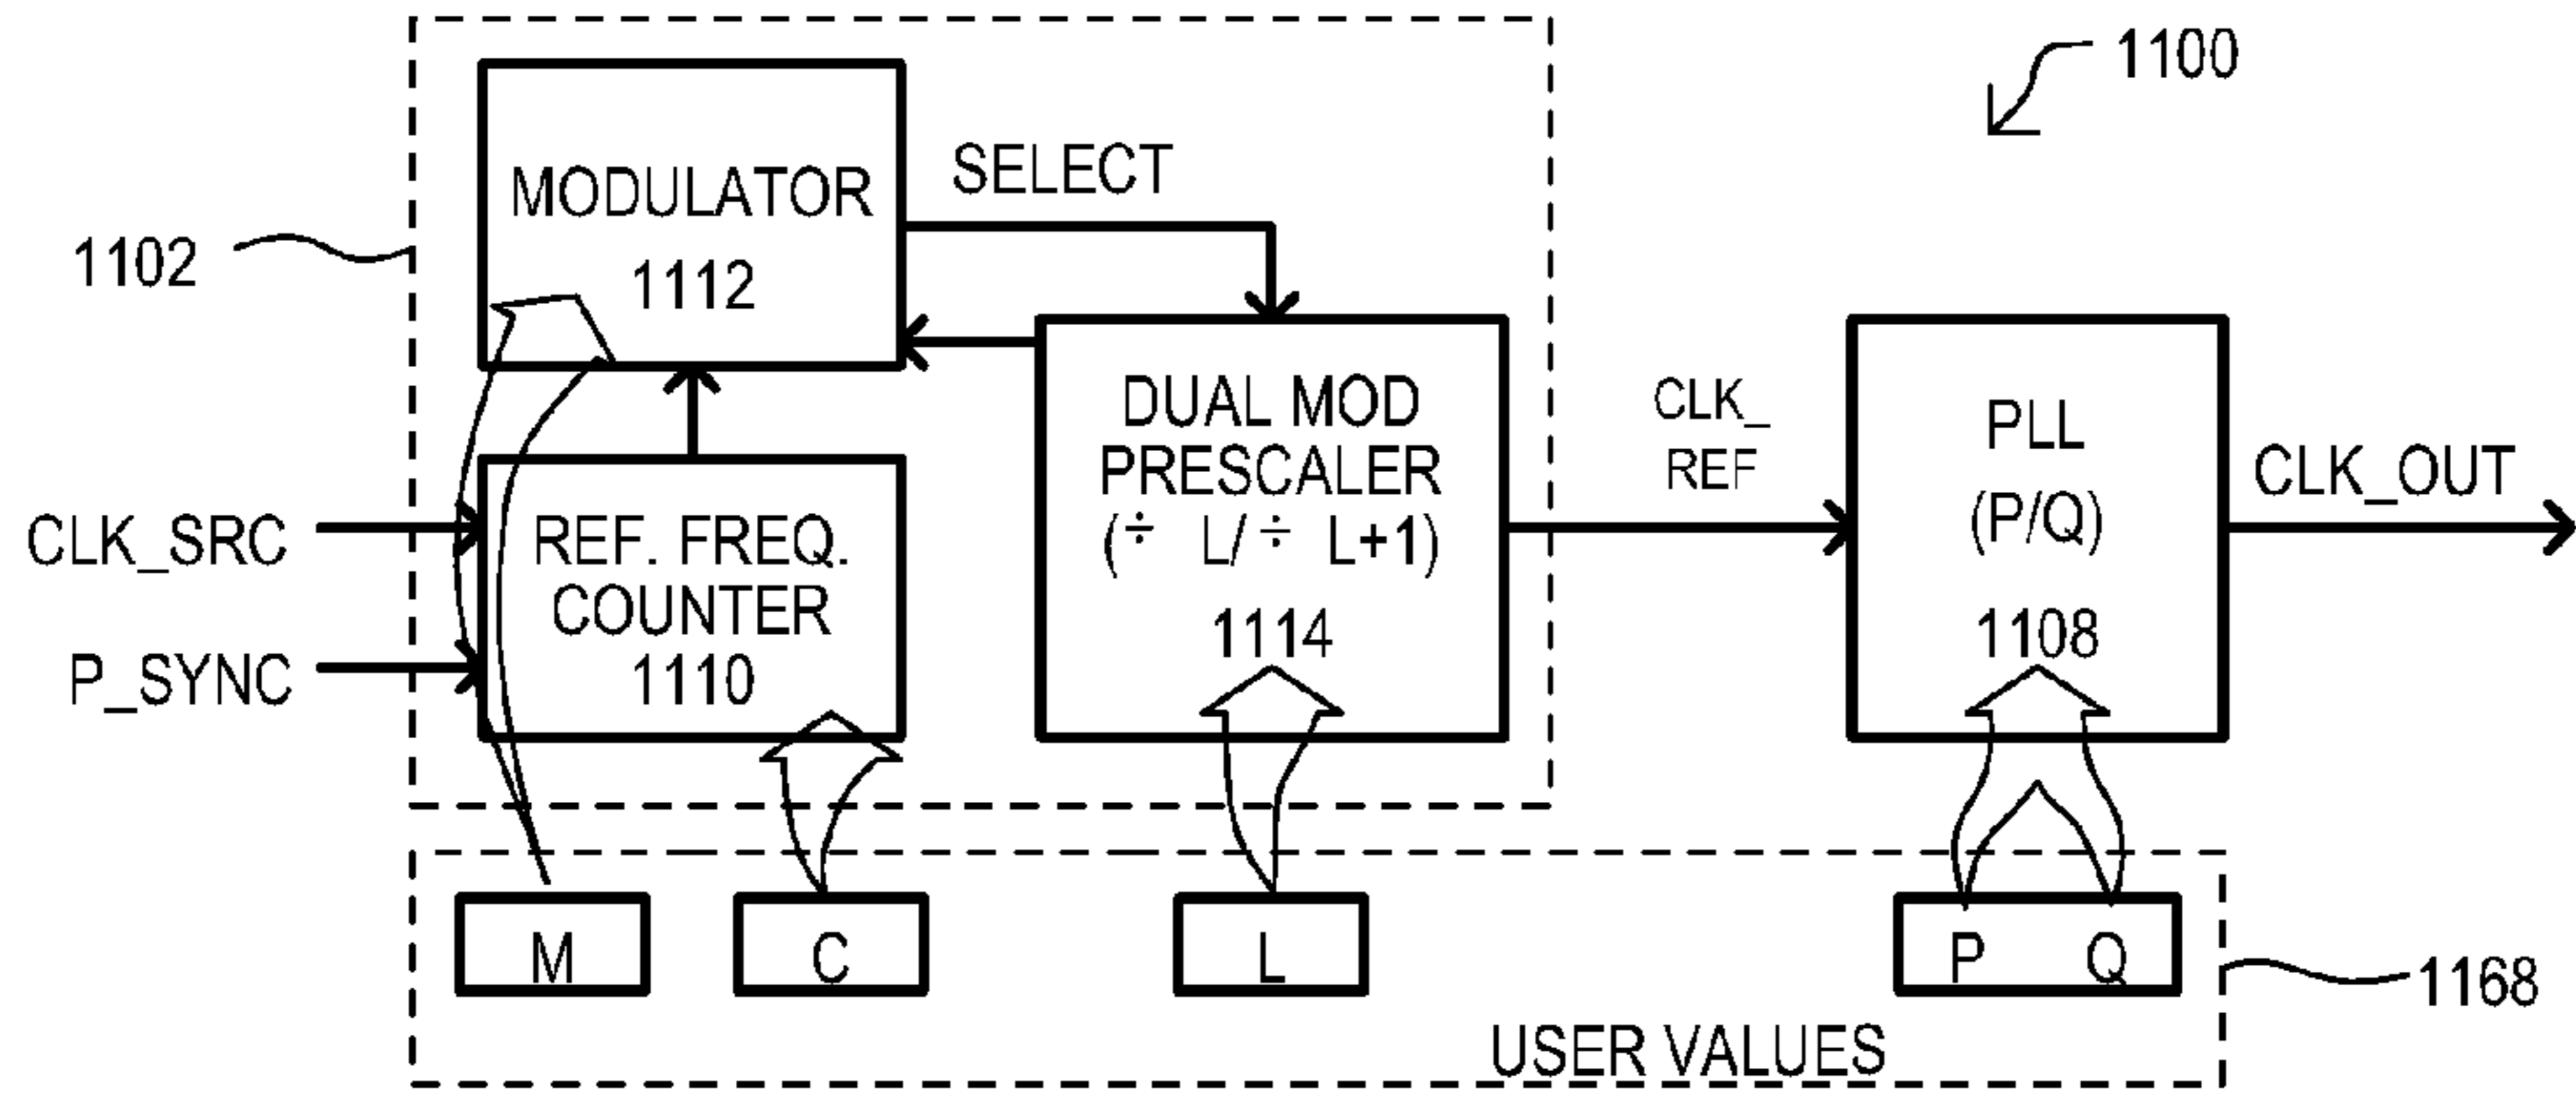 1100
MODULATOR
1112
SELECT
1102
DUAL MOD
PRESCALER
(÷ L/÷ L+1)
1114
CLK_
REF
PLL
(P/Q)
1108
CLK_OUT
CLK_SRC
P_SYNC
REF. FREQ.
COUNTER
1110
M
C
L
P Q
1168
USER VALUES